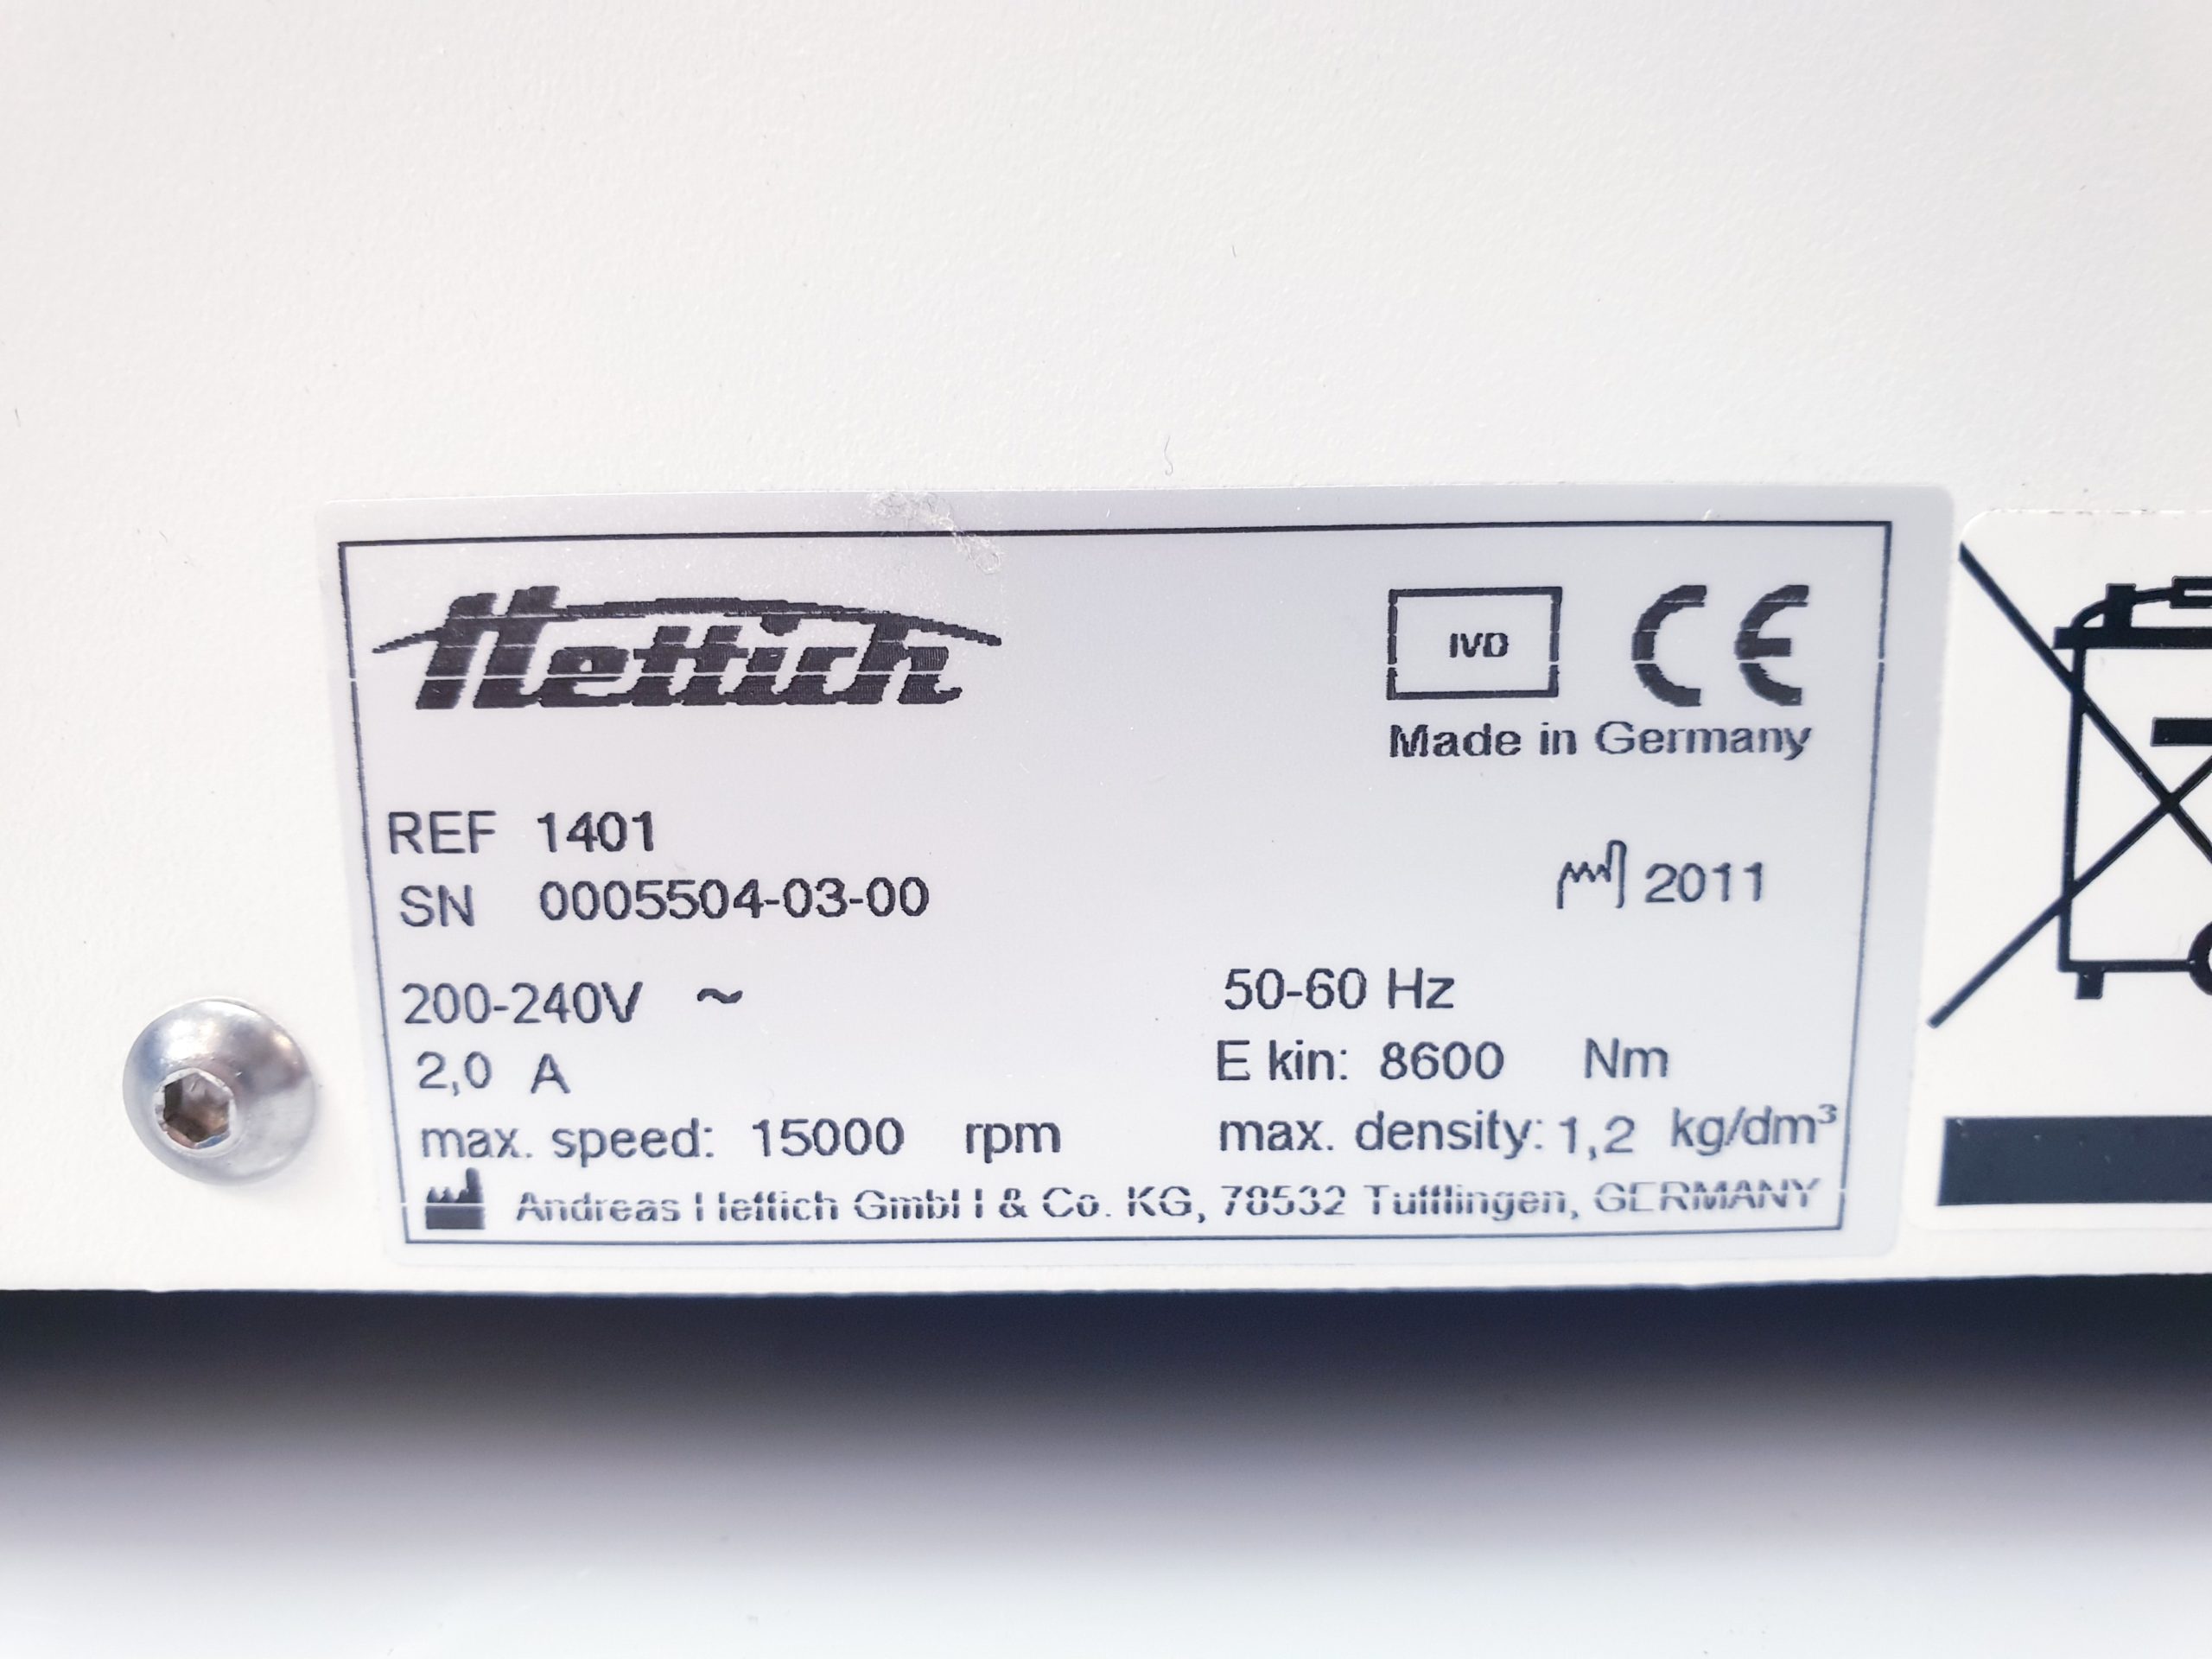 Hettich
IVD CE
Made in Germany
REF 1401
SN 0005504-03-00
2011
200-240V ~
50-60 Hz
2,0 A
E kin: 8600 Nm
max. speed: 15000 rpm
max. density: 1,2 kg/dm³
Andreas Hettich GmbH & Co. KG, 78532 Tuttlingen, GERMANY